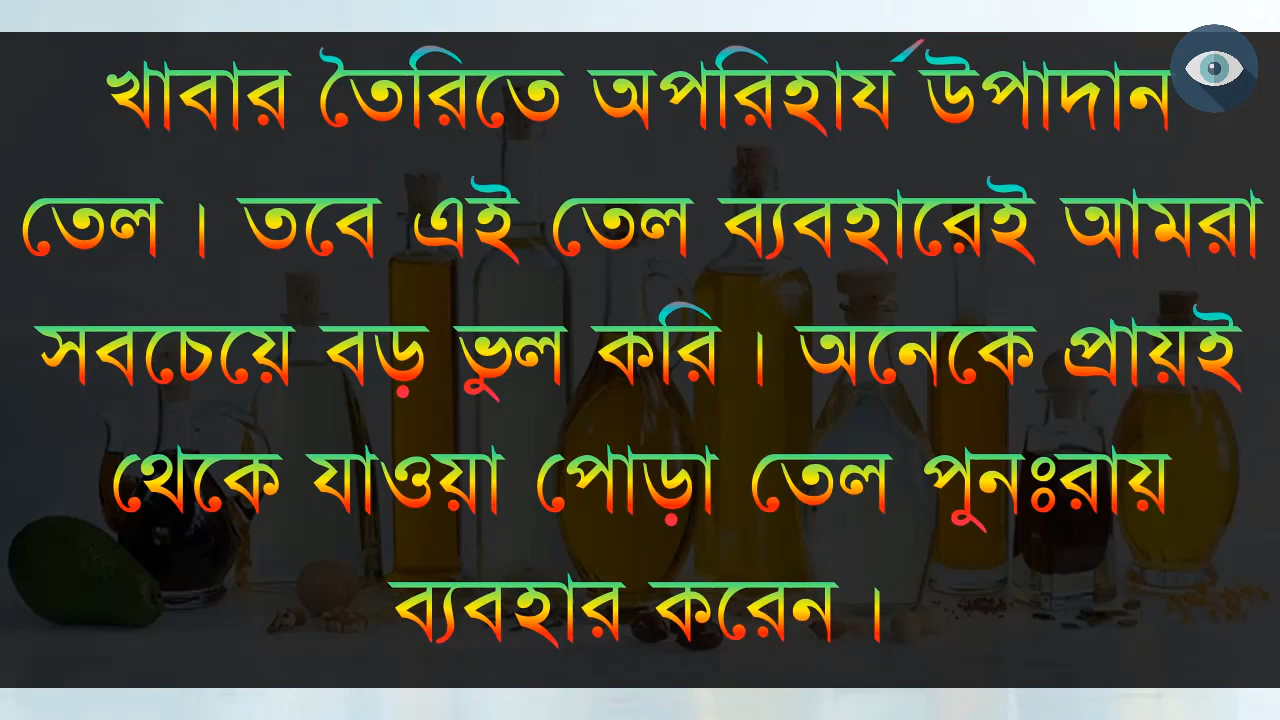 খাবার তৈরিতে অপরিহার্য উপাদান
তেল । তবে এই তেল ব্যবহারেই আমরা
সবচেয়ে বড় ভুল করি । অনেকে প্রায়ই
থেকে যাওয়া পোড়া তেল পুনঃরায়
ব্যবহার করেন ।